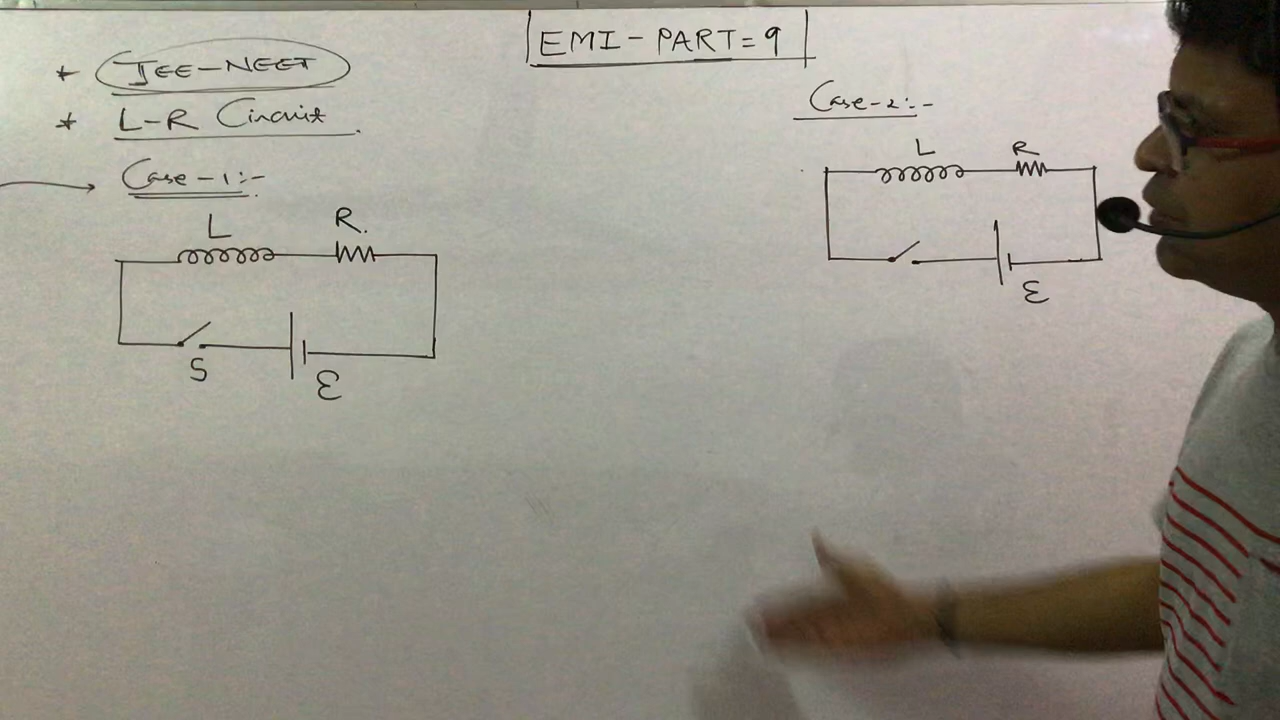 EMI - PART = 9
* JEE-NEET
* L-R Circuit
Case-1:-
L R.
S ε
Case-2:-
L R
ε